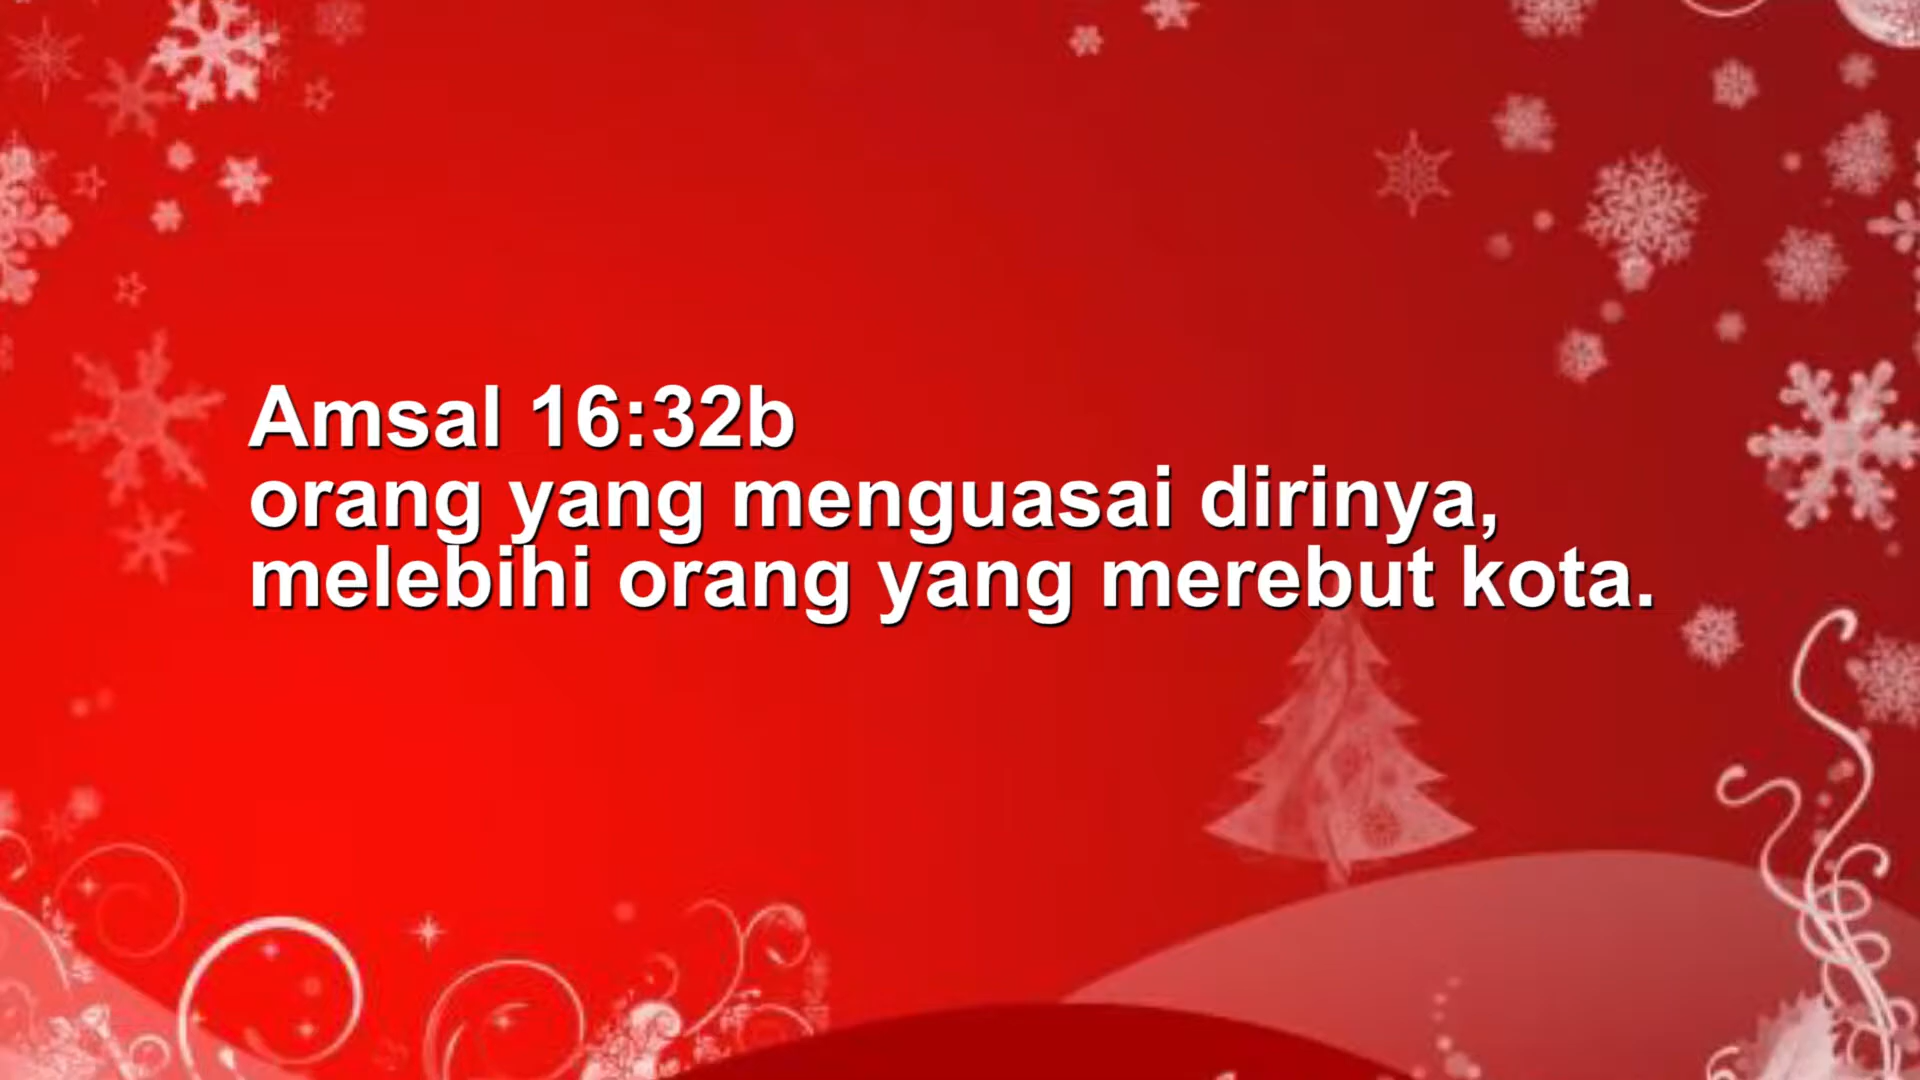 Amsal 16:32b
orang yang menguasai dirinya,
melebihi orang yang merebut kota.